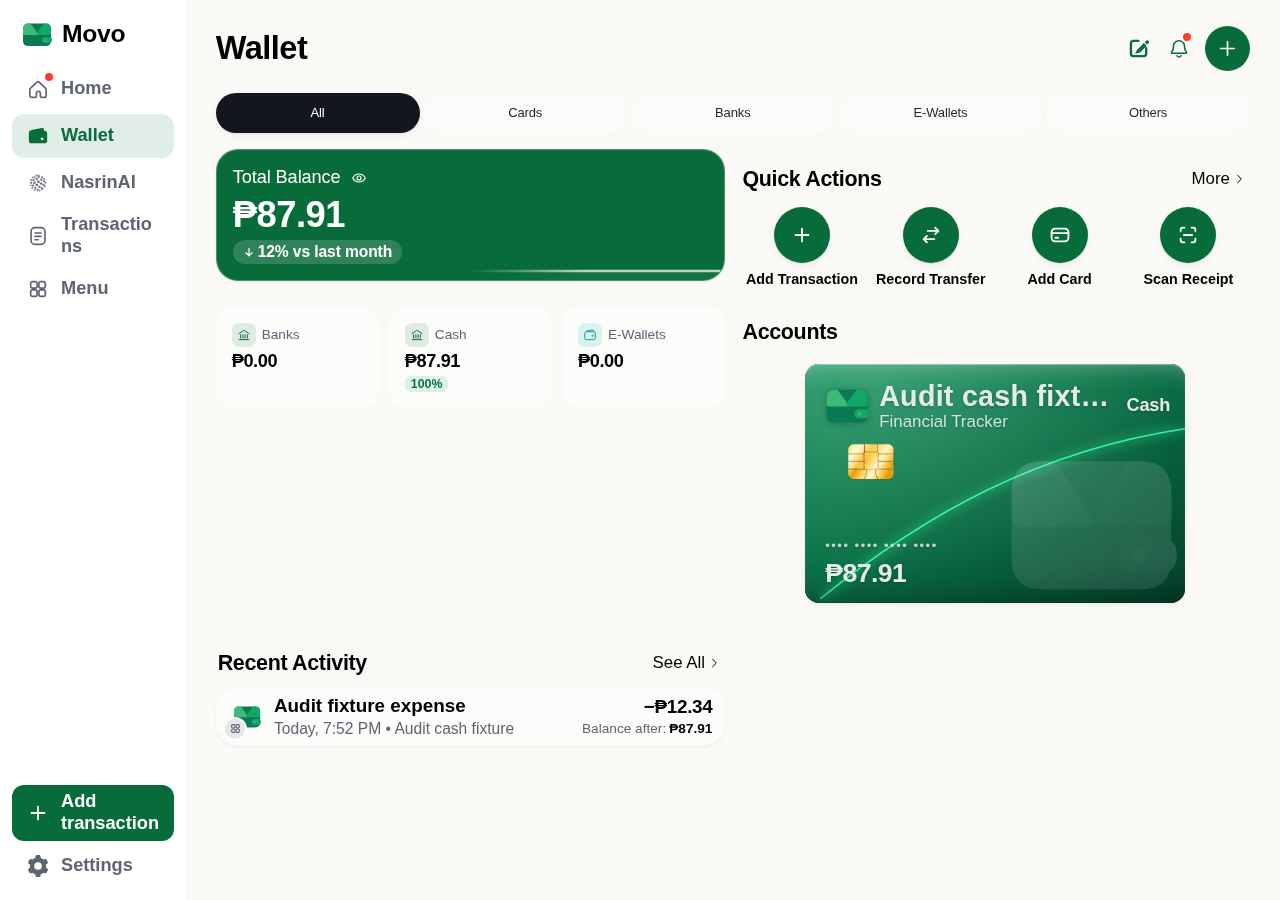 Movo
Home
Wallet
NasrinAI
Transactio
ns
Menu
Add
transaction
Settings
Wallet
All
Cards
Banks
E-Wallets
Others
Total Balance
₱87.91
12% vs last month
Banks
₱0.00
Cash
₱87.91
100%
E-Wallets
₱0.00
Quick Actions
More
Add Transaction
Record Transfer
Add Card
Scan Receipt
Accounts
Audit cash fixt…
Cash
Financial Tracker
•••• •••• •••• ••••
₱87.91
Recent Activity
See All
Audit fixture expense
−₱12.34
Today, 7:52 PM • Audit cash fixture
Balance after: ₱87.91